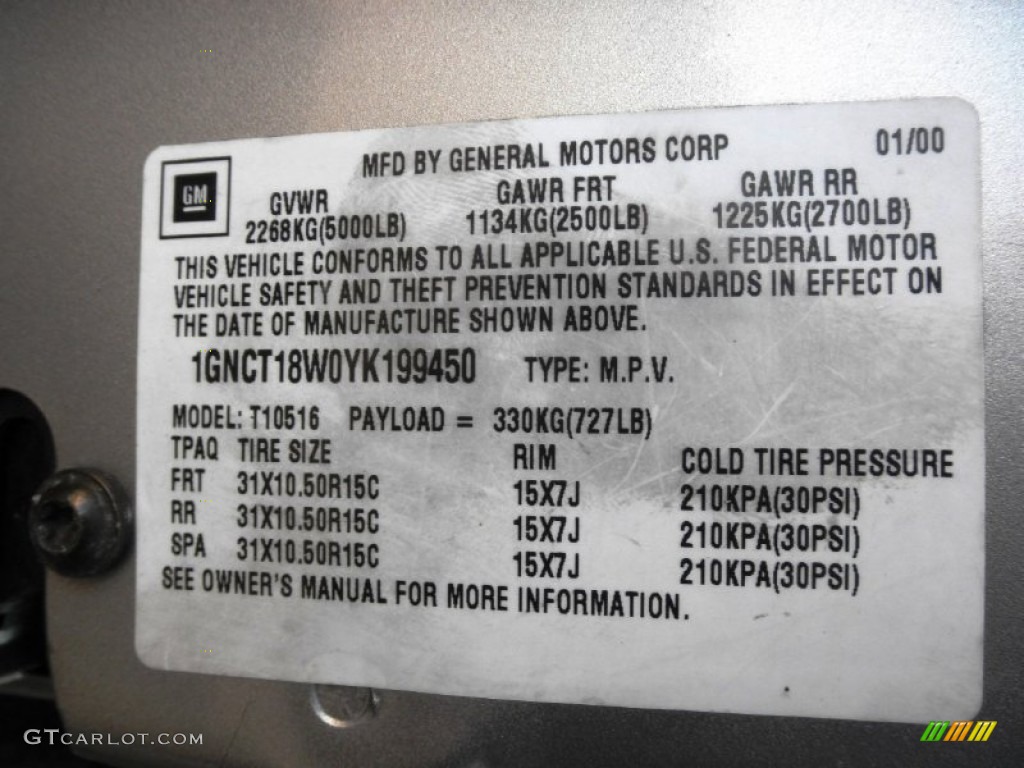 MFD BY GENERAL MOTORS CORP 01/00
GM
GVWR GAWR FRT GAWR RR
2268KG(5000LB) 1134KG(2500LB) 1225KG(2700LB)
THIS VEHICLE CONFORMS TO ALL APPLICABLE U.S. FEDERAL MOTOR
VEHICLE SAFETY AND THEFT PREVENTION STANDARDS IN EFFECT ON
THE DATE OF MANUFACTURE SHOWN ABOVE.
1GNCT18W0YK199450 TYPE: M.P.V.
MODEL: T10516 PAYLOAD = 330KG(727LB)
TPAQ TIRE SIZE RIM COLD TIRE PRESSURE
FRT 31X10.50R15C 15X7J 210KPA(30PSI)
RR 31X10.50R15C 15X7J 210KPA(30PSI)
SPA 31X10.50R15C 15X7J 210KPA(30PSI)
SEE OWNER'S MANUAL FOR MORE INFORMATION.
GTCARLOT.COM